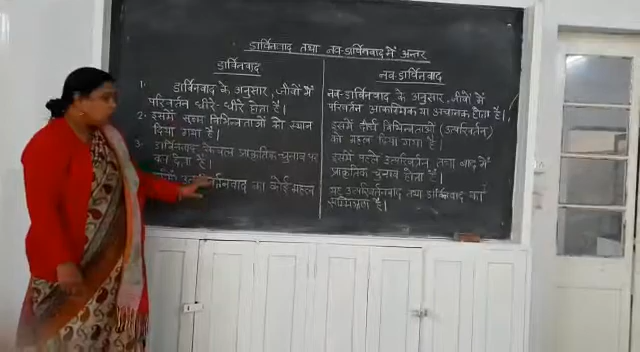 डार्विनवाद तथा नव-डार्विनवाद में अन्तर
डार्विनवाद
1. डार्विनवाद के अनुसार, जीवों में
परिवर्तन धीरे-धीरे होता है।
2. इसमें सूक्ष्म विभिन्नताओं को स्थान
दिया गया है।
3. डार्विनवाद केवल प्राकृतिक चुनाव पर
बल देता है।
उत्परिवर्तनवाद का कोई महत्व
नव-डार्विनवाद
नव-डार्विनवाद के अनुसार, जीवों में
परिवर्तन आकस्मिक या अचानक होता है।
इसमें दीर्घ विभिन्नताओं (उत्परिवर्तन)
को महत्व दिया गया है।
इसमें पहले उत्परिवर्तन, तथा बाद में
प्राकृतिक चुनाव होता है।
यह उत्परिवर्तनवाद तथा डार्विनवाद का
सम्मिश्रण है।